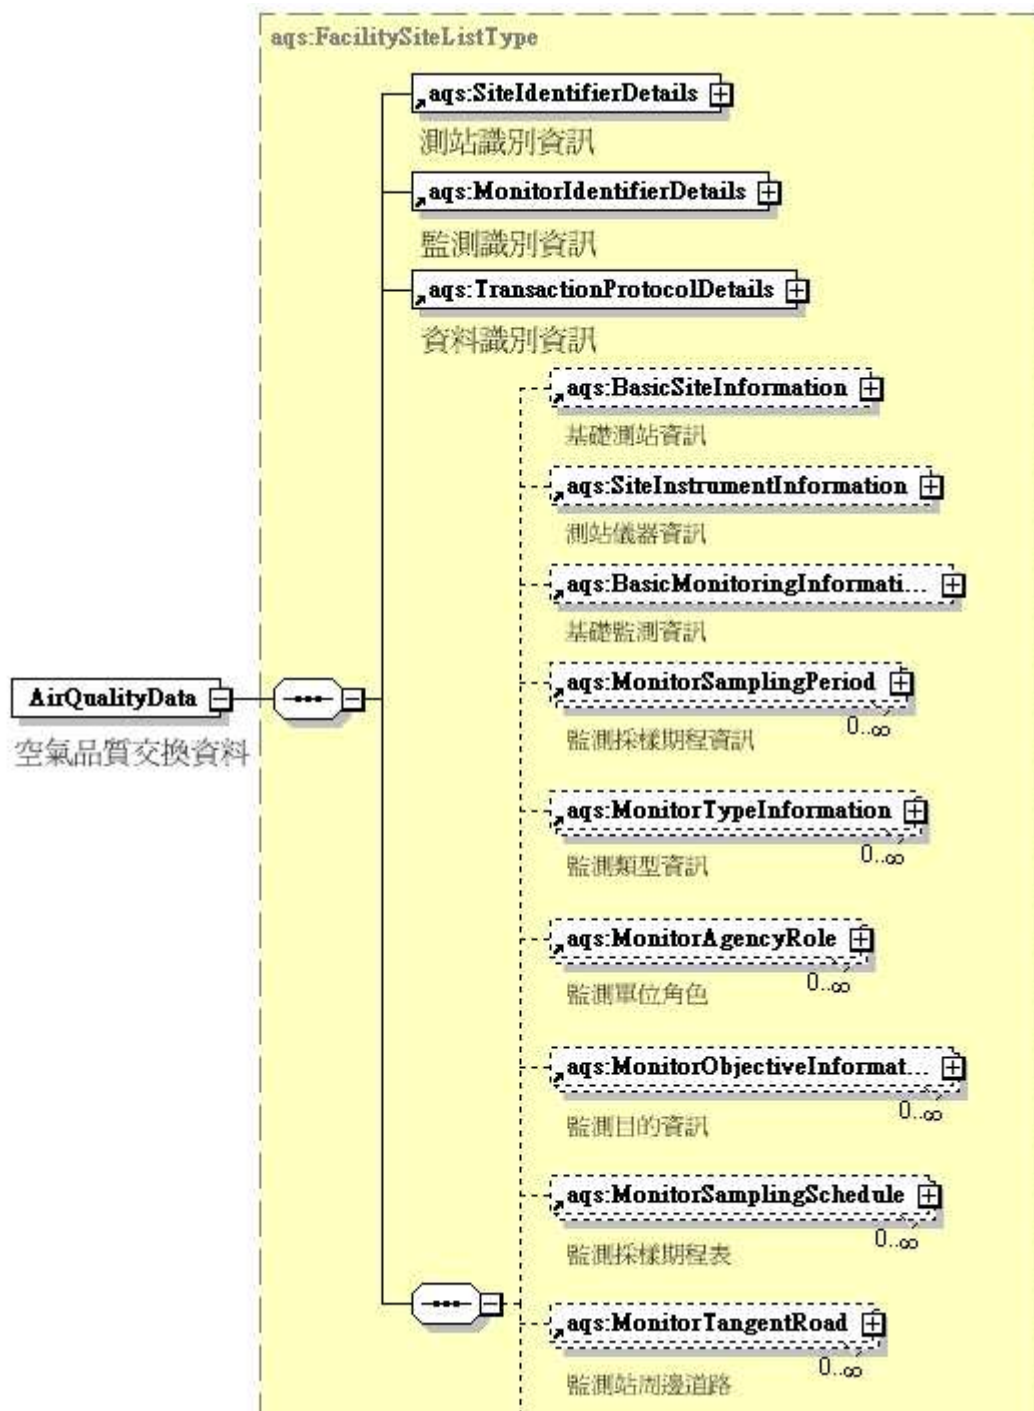 aqs:FacilitySiteListType
aqs:SiteIdentifierDetails
測站識別資訊
aqs:MonitorIdentifierDetails
監測識別資訊
aqs:TransactionProtocolDetails
資料識別資訊
aqs:BasicSiteInformation
基礎測站資訊
aqs:SiteInstrumentInformation
測站儀器資訊
aqs:BasicMonitoringInformati...
基礎監測資訊
AirQualityData
空氣品質交換資料
aqs:MonitorSamplingPeriod
0..∞
監測採樣期程資訊
aqs:MonitorTypeInformation
0..∞
監測類型資訊
aqs:MonitorAgencyRole
0..∞
監測單位角色
aqs:MonitorObjectiveInformat...
0..∞
監測目的資訊
aqs:MonitorSamplingSchedule
0..∞
監測採樣期程表
aqs:MonitorTangentRoad
0..∞
監測站周邊道路